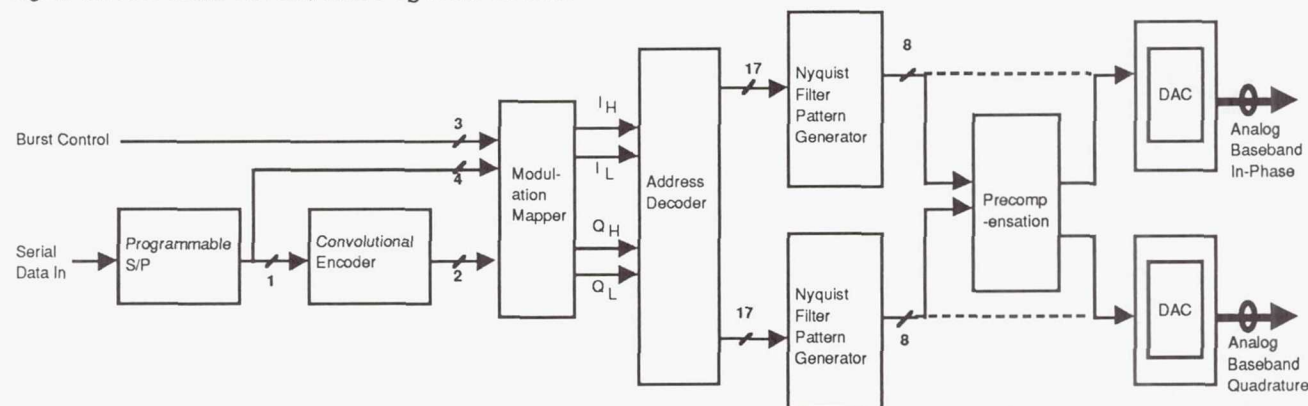 Burst Control
3
4
Serial
Data In
Programmable
S/P
1
Convolutional
Encoder
2
Modul-
ation
Mapper
I H
I L
Q H
Q L
Address
Decoder
17
Nyquist
Filter
Pattern
Generator
8
17
Nyquist
Filter
Pattern
Generator
8
Precomp
-ensation
DAC
Analog
Baseband
In-Phase
DAC
Analog
Baseband
Quadrature